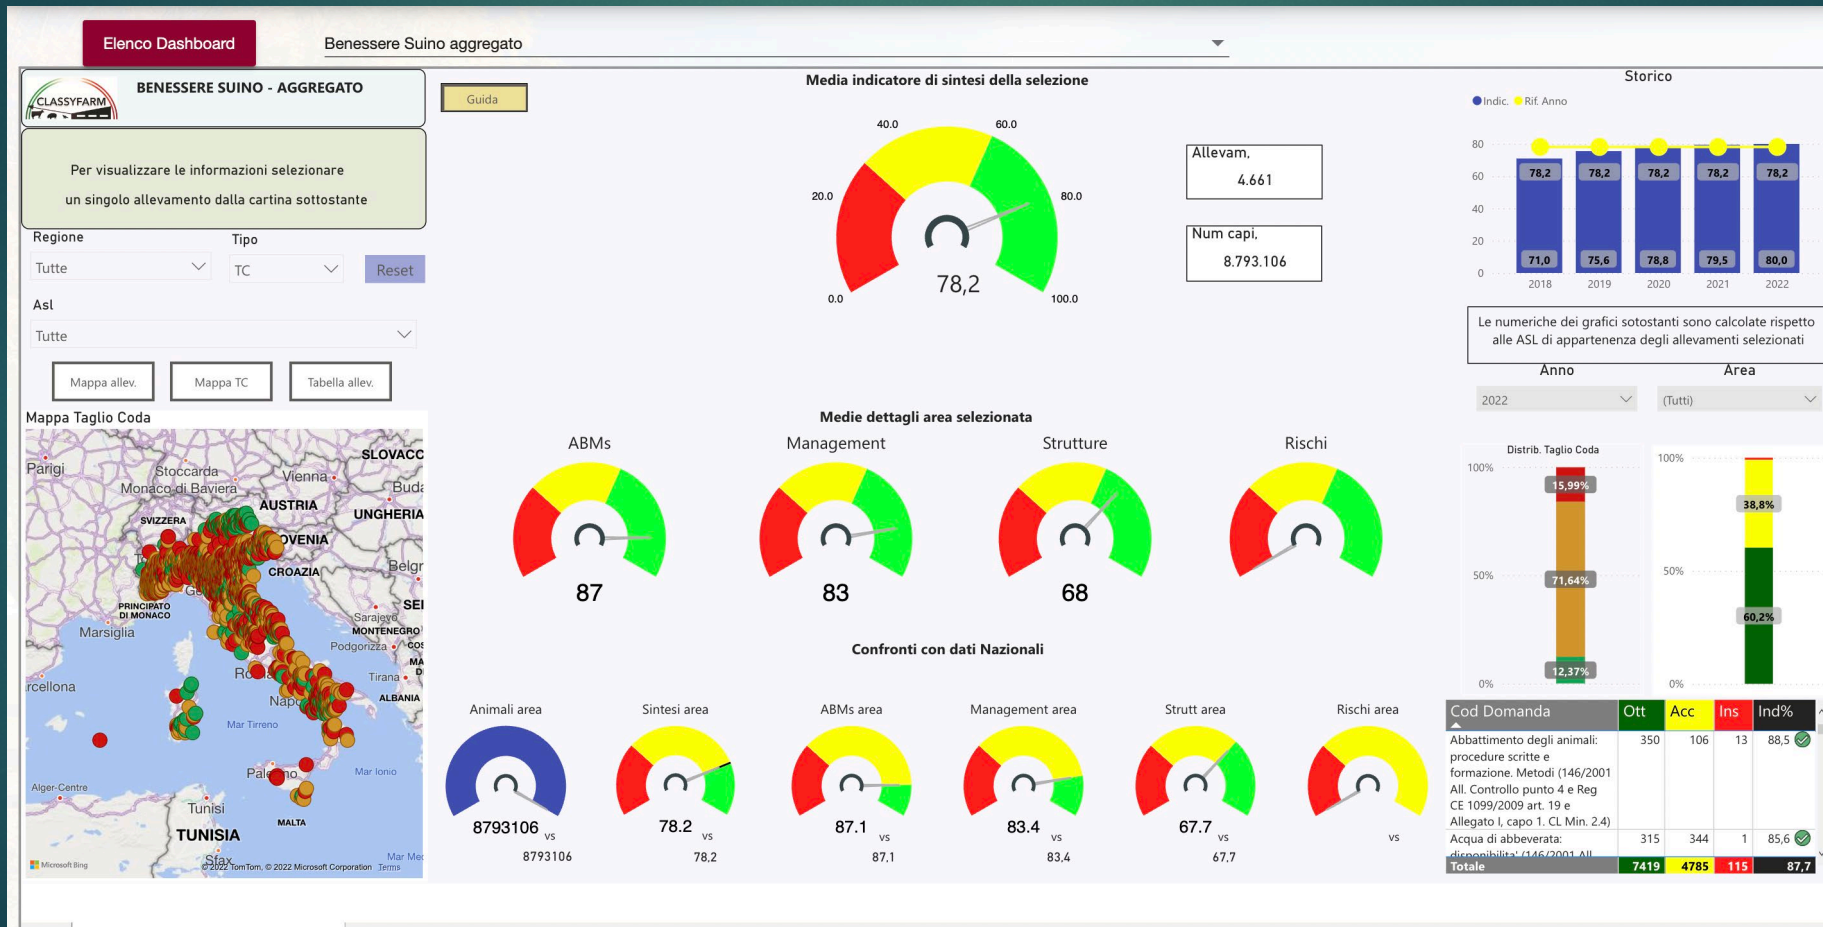 Elenco Dashboard
Benessere Suino aggregato
CLASSYFARM
BENESSERE SUINO - AGGREGATO
Per visualizzare le informazioni selezionare
un singolo allevamento dalla cartina sottostante
Regione
Tipo
Tutte
TC
Reset
Asl
Tutte
Mappa allev.
Mappa TC
Tabella allev.
Mappa Taglio Coda
Parigi
Stoccarda
Monaco di Baviera
Vienna
SLOVACC
Buda
AUSTRIA
UNGHERIA
SVIZZERA
OVENIA
CROAZIA
Belgr
PRINCIPATO
DI MONACO
Marsiglia
SEI
Sarajevo
MONTENEGRO
Podgorizza
Tirana
rcellona
ALBANIA
Mar Tirreno
Mar Ionio
Alger-Centre
Tunisi
TUNISIA
MALTA
Sfax
Mar Med
Microsoft Bing
© 2022 TomTom, © 2022 Microsoft Corporation Terms
Guida
Media indicatore di sintesi della selezione
0.0
20.0
40.0
60.0
80.0
100.0
78,2
Allevam,
4.661
Num capi,
8.793.106
Medie dettagli area selezionata
ABMs
87
Management
83
Strutture
68
Rischi
Confronti con dati Nazionali
Animali area
8793106 vs
8793106
Sintesi area
78.2 vs
78,2
ABMs area
87.1 vs
87,1
Management area
83.4 vs
83,4
Strutt area
67.7 vs
67,7
Rischi area
vs
Storico
Indic. Rif. Anno
80
60
40
20
0
78,2 78,2 78,2 78,2 78,2
71,0 75,6 78,8 79,5 80,0
2018 2019 2020 2021 2022
Le numeriche dei grafici sotostanti sono calcolate rispetto
alle ASL di appartenenza degli allevamenti selezionati
Anno
Area
2022
(Tutti)
Distrib. Taglio Coda
100%
50%
0%
15,99%
71,64%
12,37%
100%
50%
0%
38,8%
60,2%
Cod Domanda Ott Acc Ins Ind%
Abbattimento degli animali: 350 106 13 88,5
procedure scritte e
formazione. Metodi (146/2001
All. Controllo punto 4 e Reg
CE 1099/2009 art. 19 e
Allegato I, capo 1. CL Min. 2.4)
Acqua di abbeverata: 315 344 1 85,6
disponibilita' (146/2001 All.
Totale 7419 4785 115 87,7